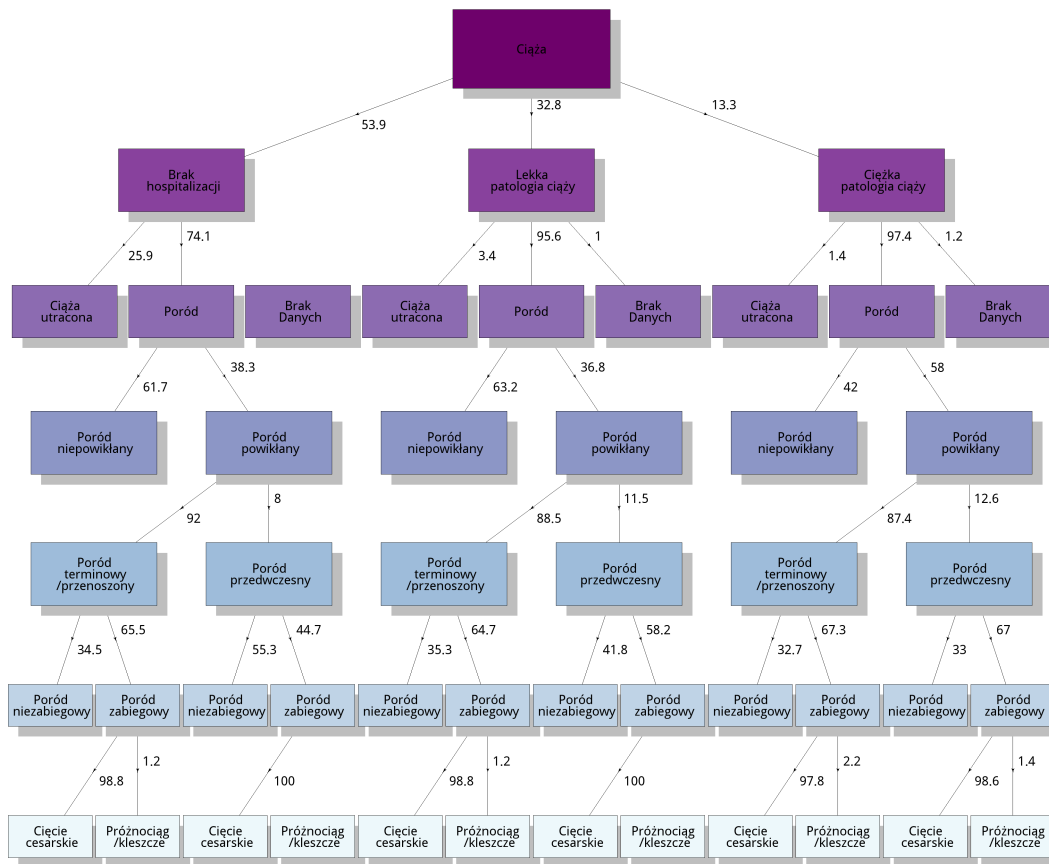 Ciąża
53.9
32.8
13.3
Brak
hospitalizacji
Lekka
patologia ciąży
Ciężka
patologia ciąży
25.9
74.1
3.4
95.6
1
1.4
97.4
1.2
Ciąża
utracona
Poród
Brak
Danych
Ciąża
utracona
Poród
Brak
Danych
Ciąża
utracona
Poród
Brak
Danych
61.7
38.3
63.2
36.8
42
58
Poród
niepowikłany
Poród
powikłany
Poród
niepowikłany
Poród
powikłany
Poród
niepowikłany
Poród
powikłany
92
8
88.5
11.5
87.4
12.6
Poród
terminowy
/przenoszony
Poród
przedwczesny
Poród
terminowy
/przenoszony
Poród
przedwczesny
Poród
terminowy
/przenoszony
Poród
przedwczesny
34.5
65.5
55.3
44.7
35.3
64.7
41.8
58.2
32.7
67.3
33
67
Poród
niezabiegowy
Poród
zabiegowy
Poród
niezabiegowy
Poród
zabiegowy
Poród
niezabiegowy
Poród
zabiegowy
Poród
niezabiegowy
Poród
zabiegowy
Poród
niezabiegowy
Poród
zabiegowy
Poród
niezabiegowy
Poród
zabiegowy
98.8
1.2
100
98.8
1.2
100
97.8
2.2
98.6
1.4
Cięcie
cesarskie
Próżnociąg
/kleszcze
Cięcie
cesarskie
Próżnociąg
/kleszcze
Cięcie
cesarskie
Próżnociąg
/kleszcze
Cięcie
cesarskie
Próżnociąg
/kleszcze
Cięcie
cesarskie
Próżnociąg
/kleszcze
Cięcie
cesarskie
Próżnociąg
/kleszcze